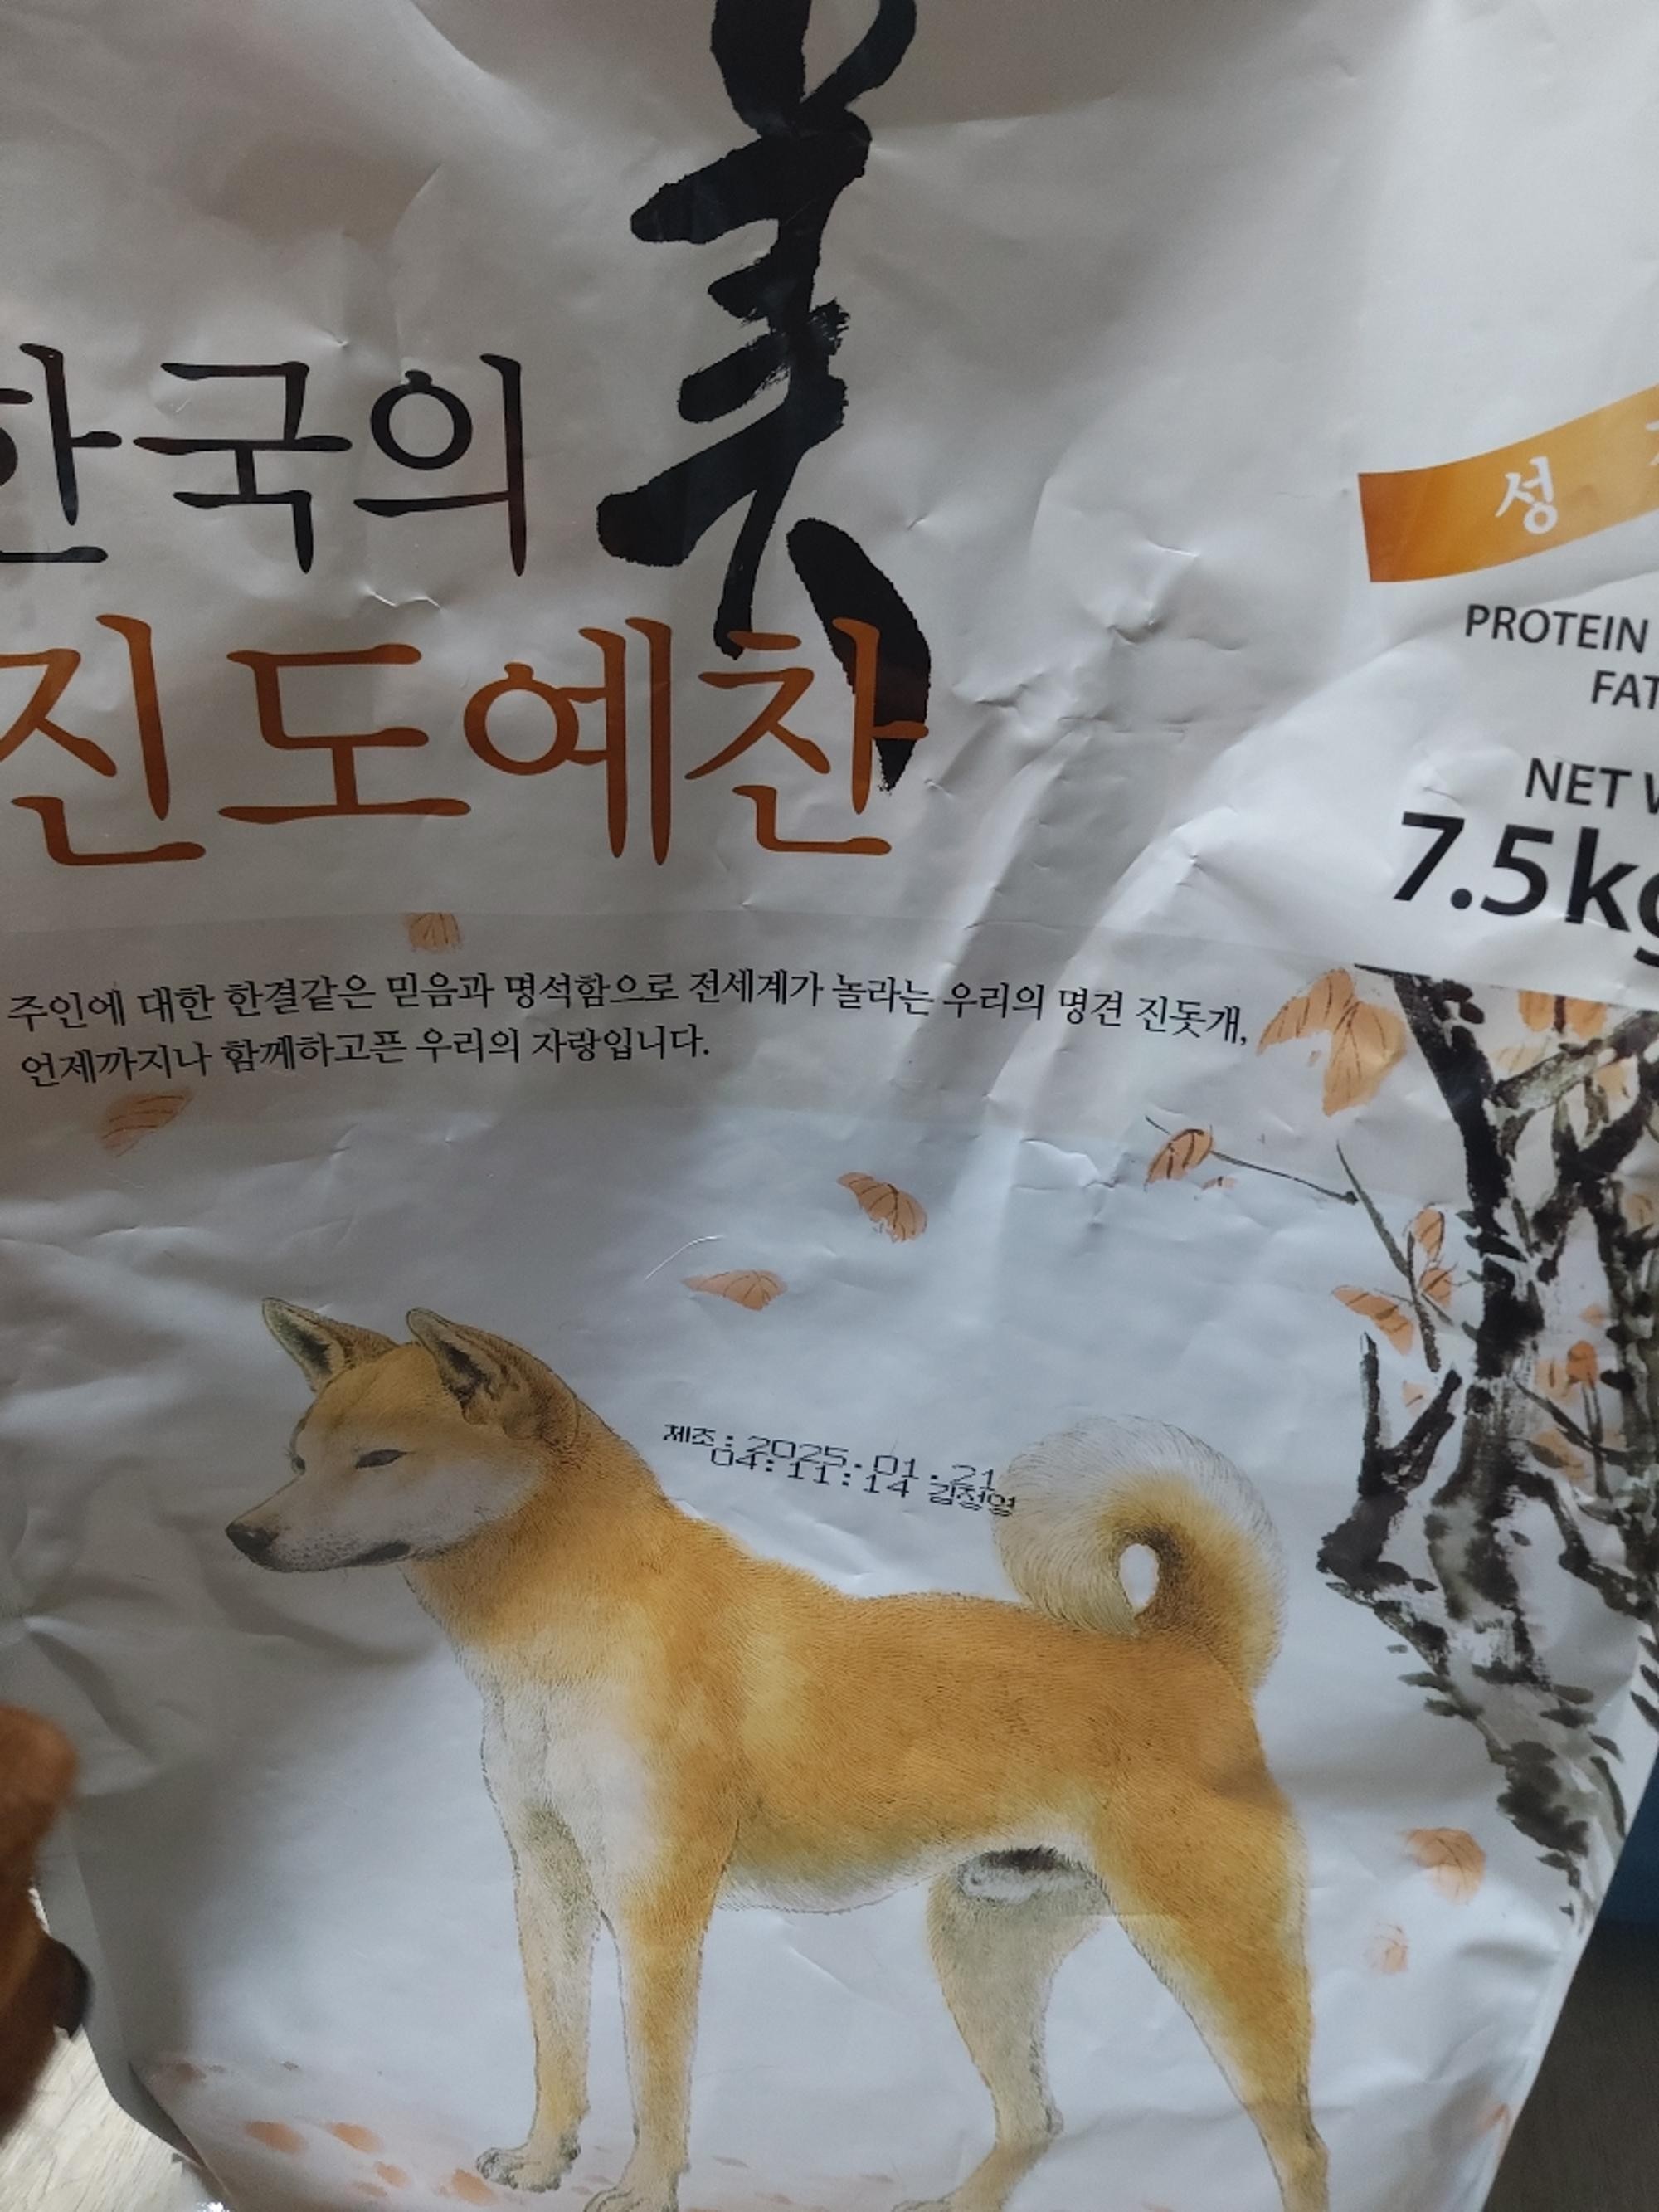 美
한국의
진도예찬
성
PROTEIN
FAT
NET
7.5kg
주인에 대한 한결같은 믿음과 명석함으로 전세계가 놀라는 우리의 명견 진돗개,
언제까지나 함께하고픈 우리의 자랑입니다.
제조:2025.01.21
04:11:14